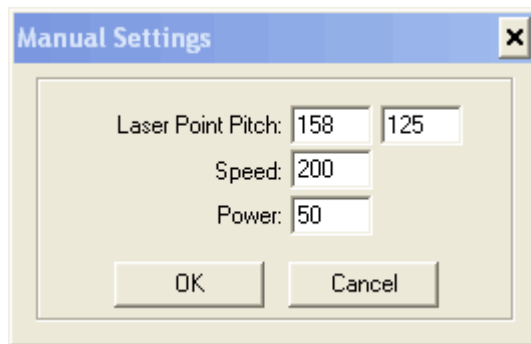 Manual Settings
Laser Point Pitch: 158 125
Speed: 200
Power: 50
OK Cancel